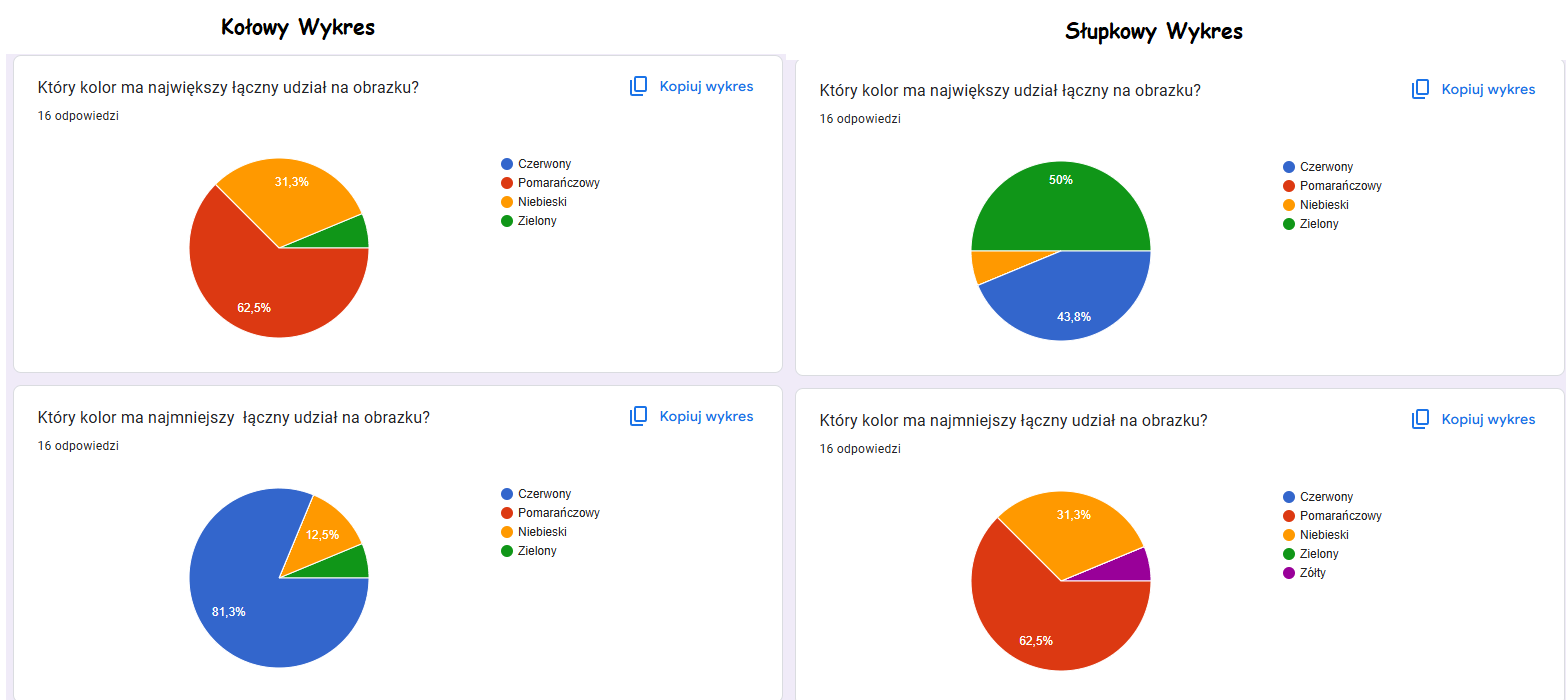 Kołowy Wykres
Który kolor ma największy łączny udział na obrazku?
Kopiuj wykres
16 odpowiedzi
31,3%
62,5%
Czerwony
Pomarańczowy
Niebieski
Zielony
Który kolor ma najmniejszy  łączny udział na obrazku?
Kopiuj wykres
16 odpowiedzi
12,5%
81,3%
Czerwony
Pomarańczowy
Niebieski
Zielony
Słupkowy Wykres
Który kolor ma największy udział łączny na obrazku?
Kopiuj wykres
16 odpowiedzi
50%
43,8%
Czerwony
Pomarańczowy
Niebieski
Zielony
Który kolor ma najmniejszy łączny udział na obrazku?
Kopiuj wykres
16 odpowiedzi
31,3%
62,5%
Czerwony
Pomarańczowy
Niebieski
Zielony
Zółty